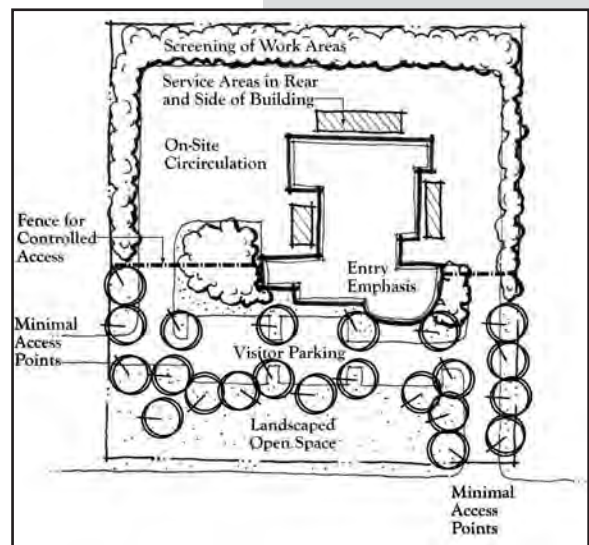 Screening of Work Areas
Service Areas in Rear
and Side of Building
On-Site
Circirculation
Fence for
Controlled
Access
Entry
Emphasis
Minimal
Access
Points
Visitor Parking
Landscaped
Open Space
Minimal
Access
Points